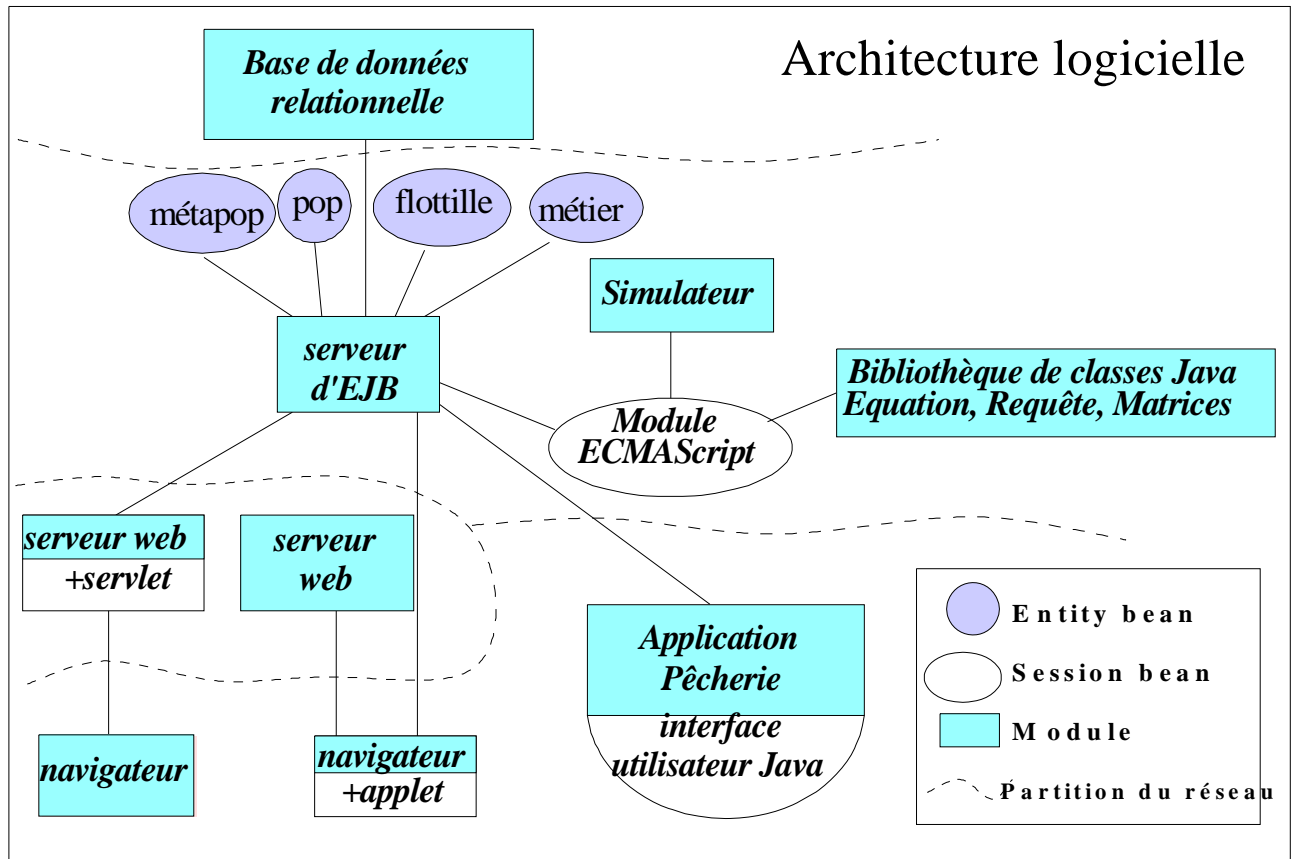 Architecture logicielle
Base de données
relationnelle
métapop
pop
flottille
métier
Simulateur
serveur
d'EJB
Bibliothèque de classes Java
Equation, Requête, Matrices
Module
ECMAScript
serveur web
+servlet
serveur
web
Application
Pêcherie
interface
utilisateur Java
navigateur
navigateur
+applet
Entity bean
Session bean
Module
Partition du réseau